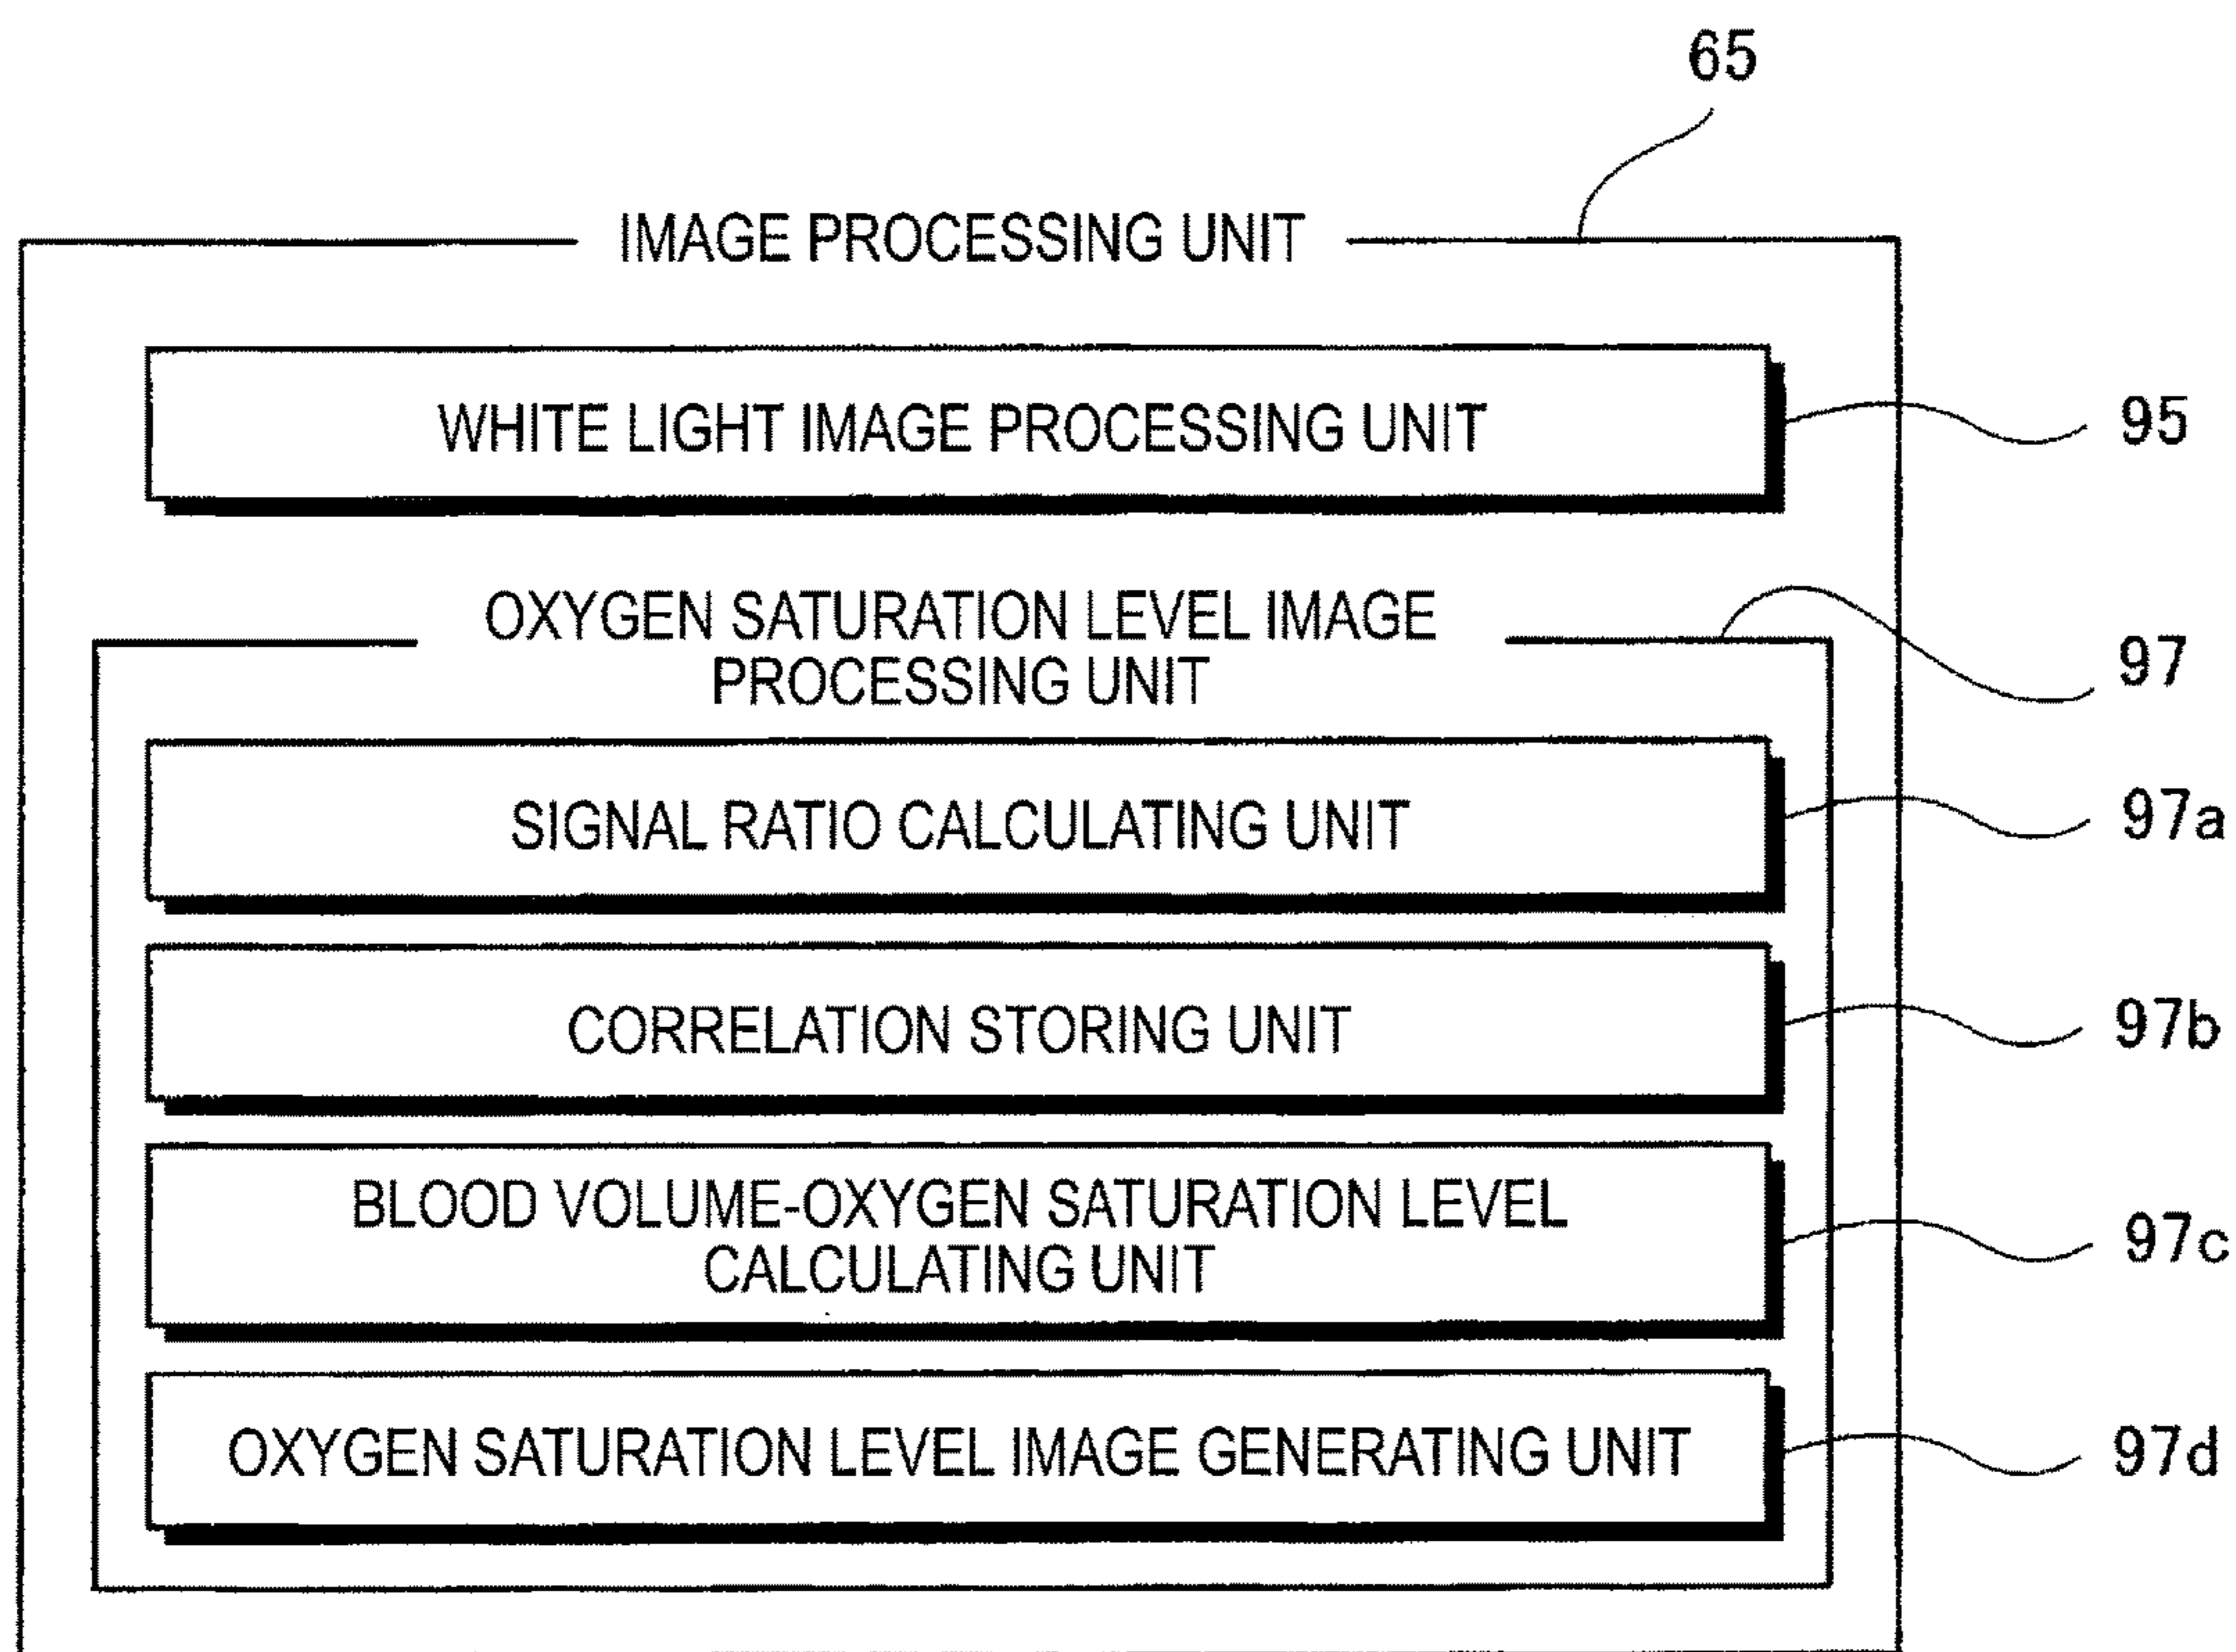 65
IMAGE PROCESSING UNIT
WHITE LIGHT IMAGE PROCESSING UNIT
95
OXYGEN SATURATION LEVEL IMAGE
PROCESSING UNIT
97
SIGNAL RATIO CALCULATING UNIT
97a
CORRELATION STORING UNIT
97b
BLOOD VOLUME-OXYGEN SATURATION LEVEL
CALCULATING UNIT
97c
OXYGEN SATURATION LEVEL IMAGE GENERATING UNIT
97d